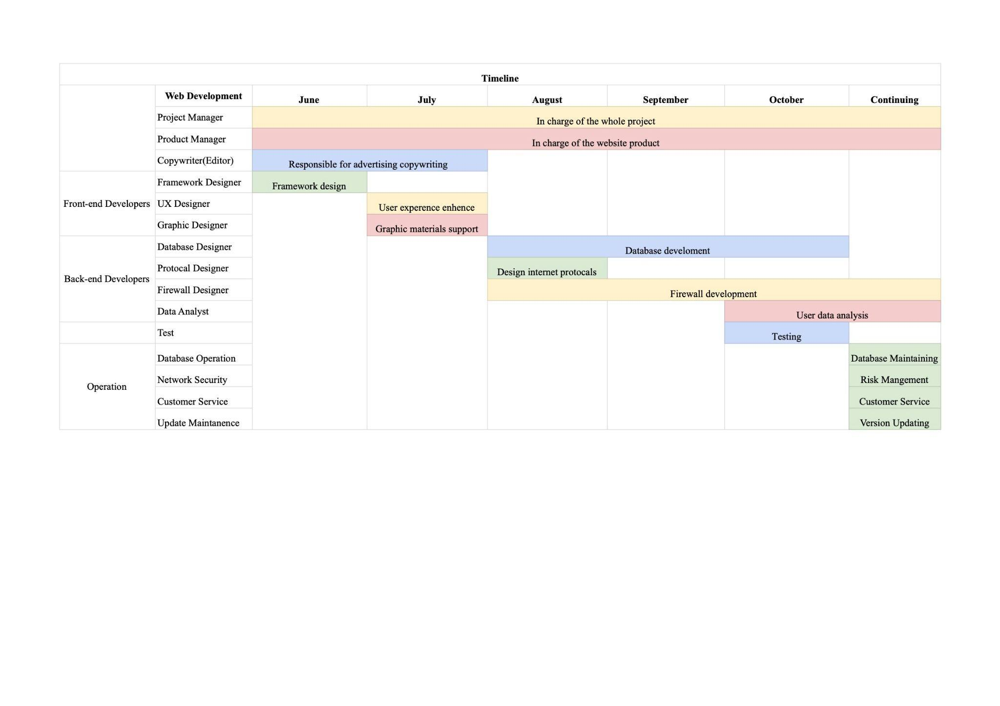 Timeline
Web Development June July August September October Continuing
Project Manager In charge of the whole project
Product Manager In charge of the website product
Copywriter(Editor) Responsible for advertising copywriting
Framework Designer Framework design
Front-end Developers UX Designer User experence enhence
Graphic Designer Graphic materials support
Database Designer Database develoment
Protocal Designer Design internet protocals
Back-end Developers
Firewall Designer Firewall development
Data Analyst User data analysis
Test Testing
Database Operation Database Maintaining
Network Security Risk Mangement
Operation
Customer Service Customer Service
Update Maintanence Version Updating